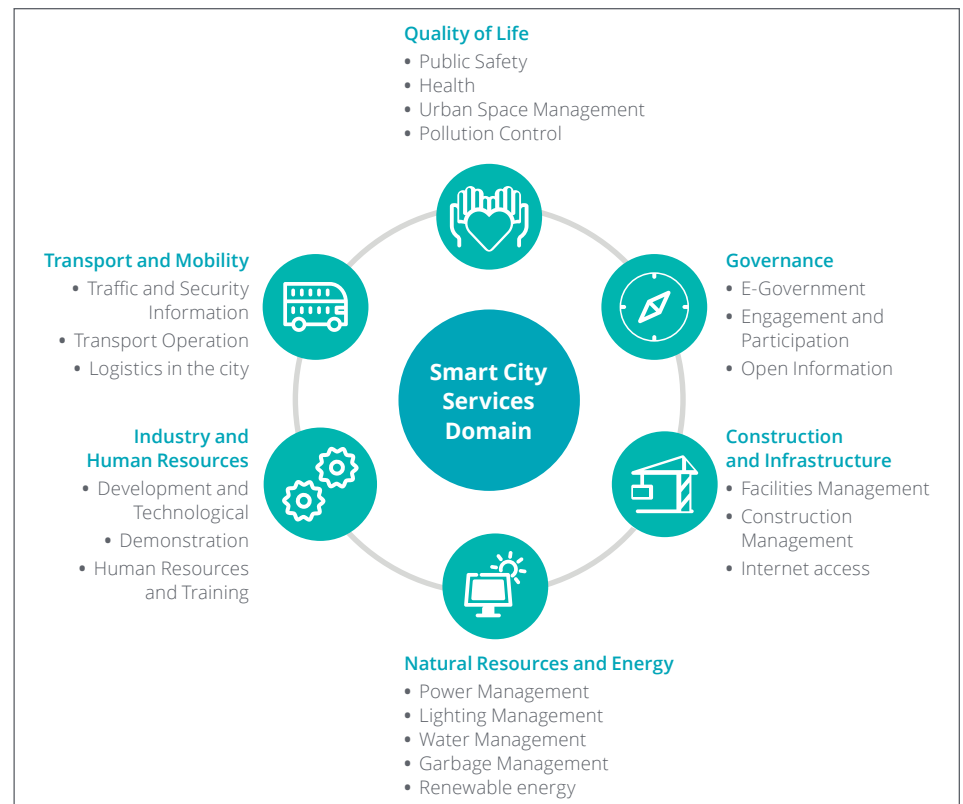 Quality of Life
• Public Safety
• Health
• Urban Space Management
• Pollution Control
Transport and Mobility
• Traffic and Security
Information
• Transport Operation
• Logistics in the city
Governance
• E-Government
• Engagement and
Participation
• Open Information
Smart City
Services
Domain
Industry and
Human Resources
• Development and
Technological
• Demonstration
• Human Resources
and Training
Construction
and Infrastructure
• Facilities Management
• Construction
Management
• Internet access
Natural Resources and Energy
• Power Management
• Lighting Management
• Water Management
• Garbage Management
• Renewable energy